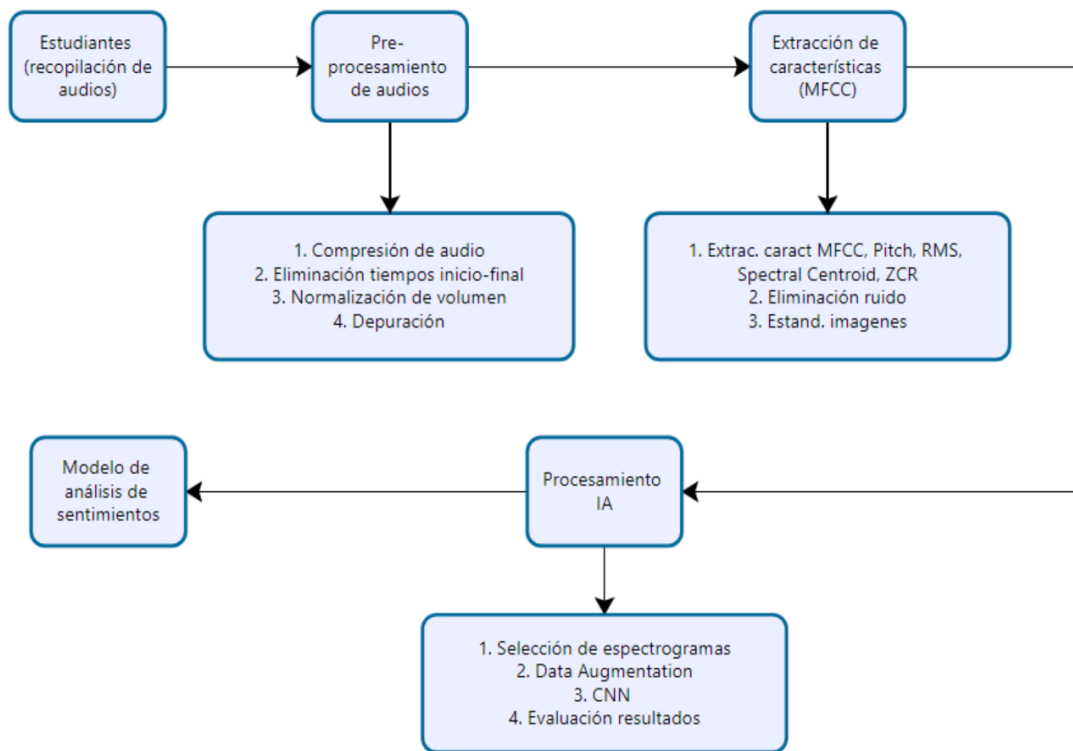 Estudiantes
(recopilación de
audios)
Pre-
procesamiento
de audios
Extracción de
características
(MFCC)
1. Compresión de audio
2. Eliminación tiempos inicio-final
3. Normalización de volumen
4. Depuración
1. Extrac. caract MFCC, Pitch, RMS,
Spectral Centroid, ZCR
2. Eliminación ruido
3. Estand. imagenes
Modelo de
análisis de
sentimientos
Procesamiento
IA
1. Selección de espectrogramas
2. Data Augmentation
3. CNN
4. Evaluación resultados